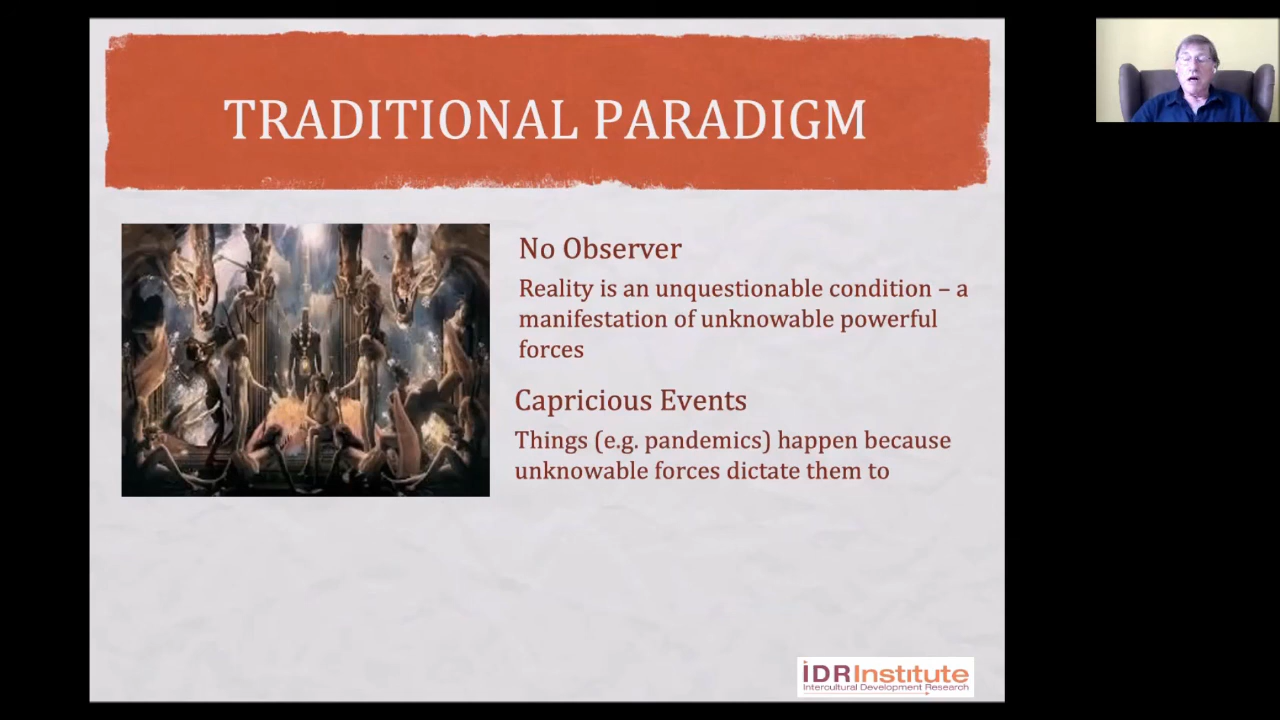 TRADITIONAL PARADIGM
No Observer
Reality is an unquestionable condition – a
manifestation of unknowable powerful
forces
Capricious Events
Things (e.g. pandemics) happen because
unknowable forces dictate them to
IDRInstitute
Intercultural Development Research